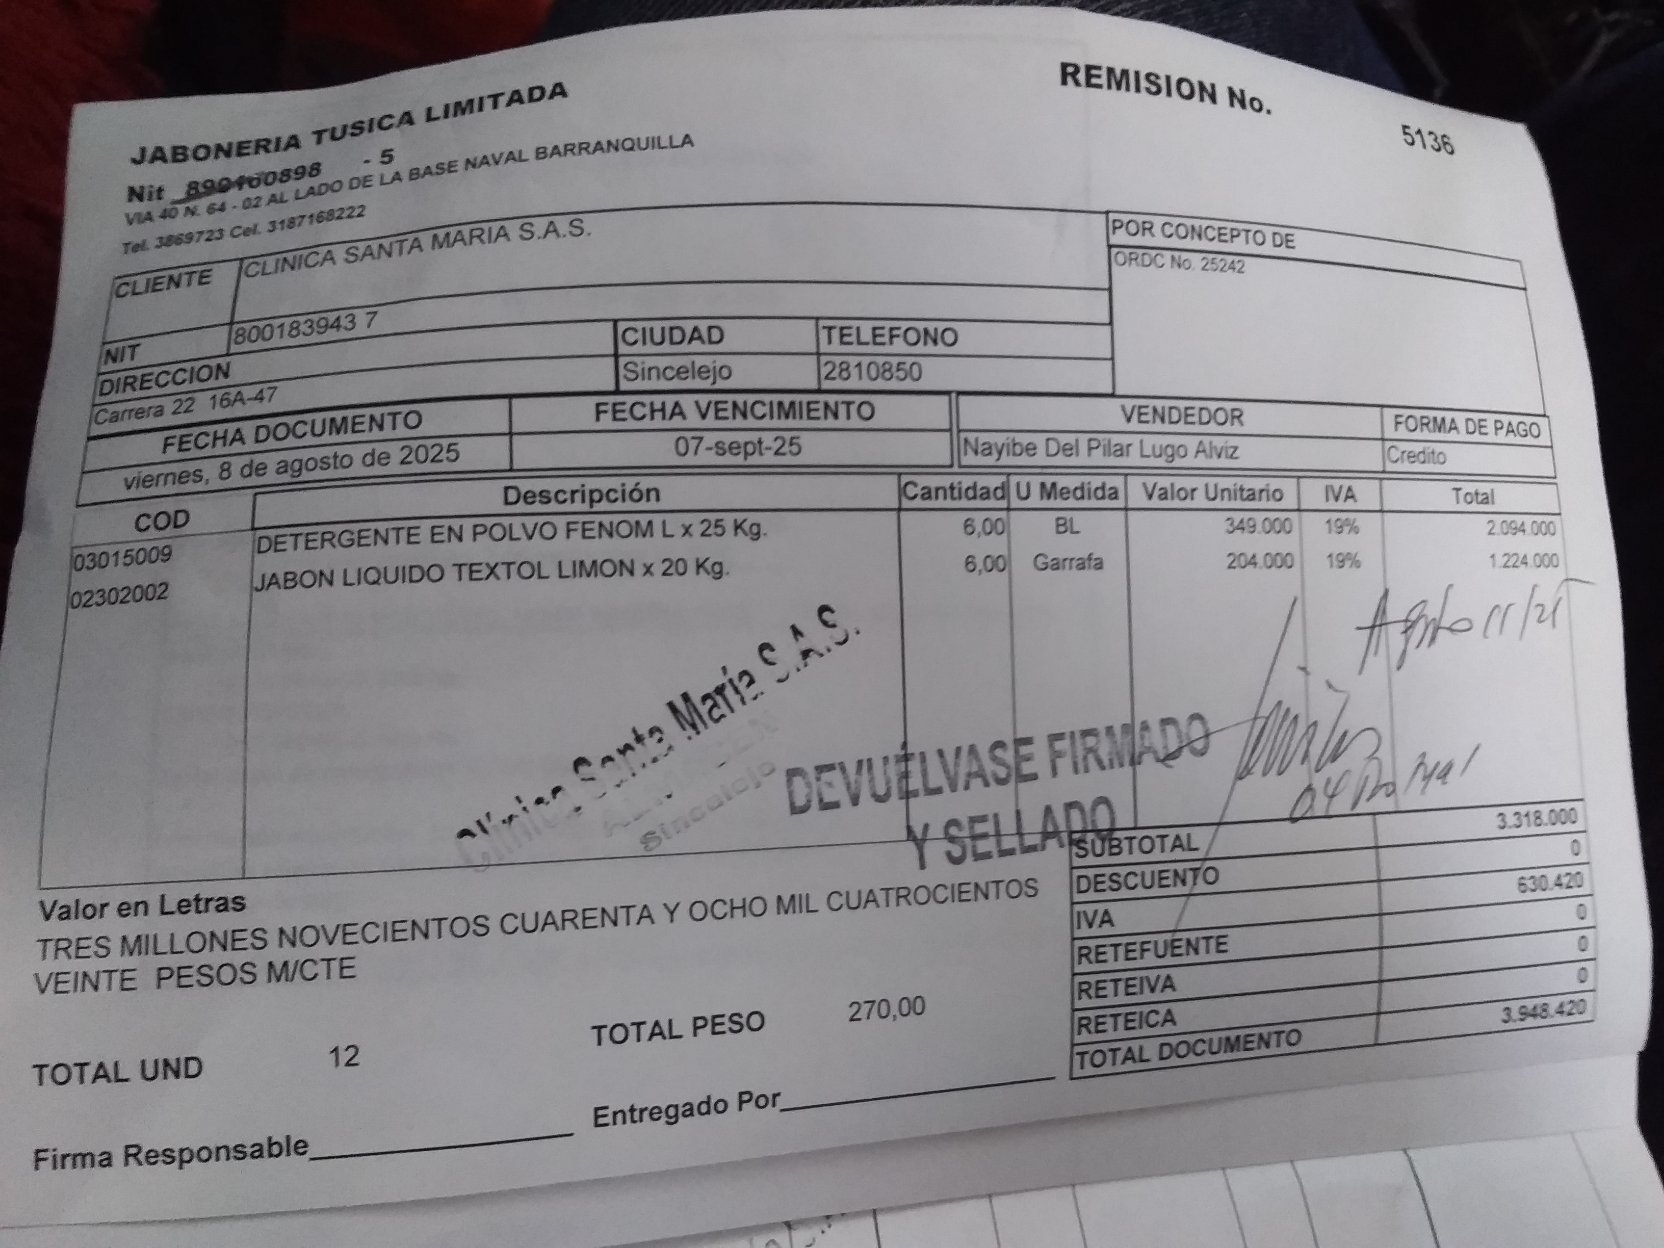 JABONERIA TUSICA LIMITADA
REMISION No.
5136
Nit 890100898 - 5
VIA 40 N. 64 - 02 AL LADO DE LA BASE NAVAL BARRANQUILLA
Tel. 3869723 Cel. 3187168222
CLIENTE CLINICA SANTA MARIA S.A.S.
POR CONCEPTO DE
ORDC No. 25242
NIT 800183943 7
CIUDAD TELEFONO
DIRECCION Sincelejo 2810850
Carrera 22 16A-47
FECHA DOCUMENTO FECHA VENCIMIENTO VENDEDOR FORMA DE PAGO
viernes, 8 de agosto de 2025 07-sept-25 Nayibe Del Pilar Lugo Alviz Credito
COD Descripción Cantidad U Medida Valor Unitario IVA Total
03015009 DETERGENTE EN POLVO FENOM L x 25 Kg. 6,00 BL 349.000 19% 2.094.000
02302002 JABON LIQUIDO TEXTOL LIMON x 20 Kg. 6,00 Garrafa 204.000 19% 1.224.000
Agosto 11/25
Clínica Santa María S.A.S.
ALMACEN
Sincelejo
DEVUÉLVASE FIRMADO
Y SELLADO
SUBTOTAL 3.318.000
DESCUENTO 0
IVA 630.420
RETEFUENTE 0
RETEIVA 0
RETEICA 0
TOTAL DOCUMENTO 3.948.420
Valor en Letras
TRES MILLONES NOVECIENTOS CUARENTA Y OCHO MIL CUATROCIENTOS
VEINTE PESOS M/CTE
TOTAL UND 12 TOTAL PESO 270,00
Firma Responsable Entregado Por